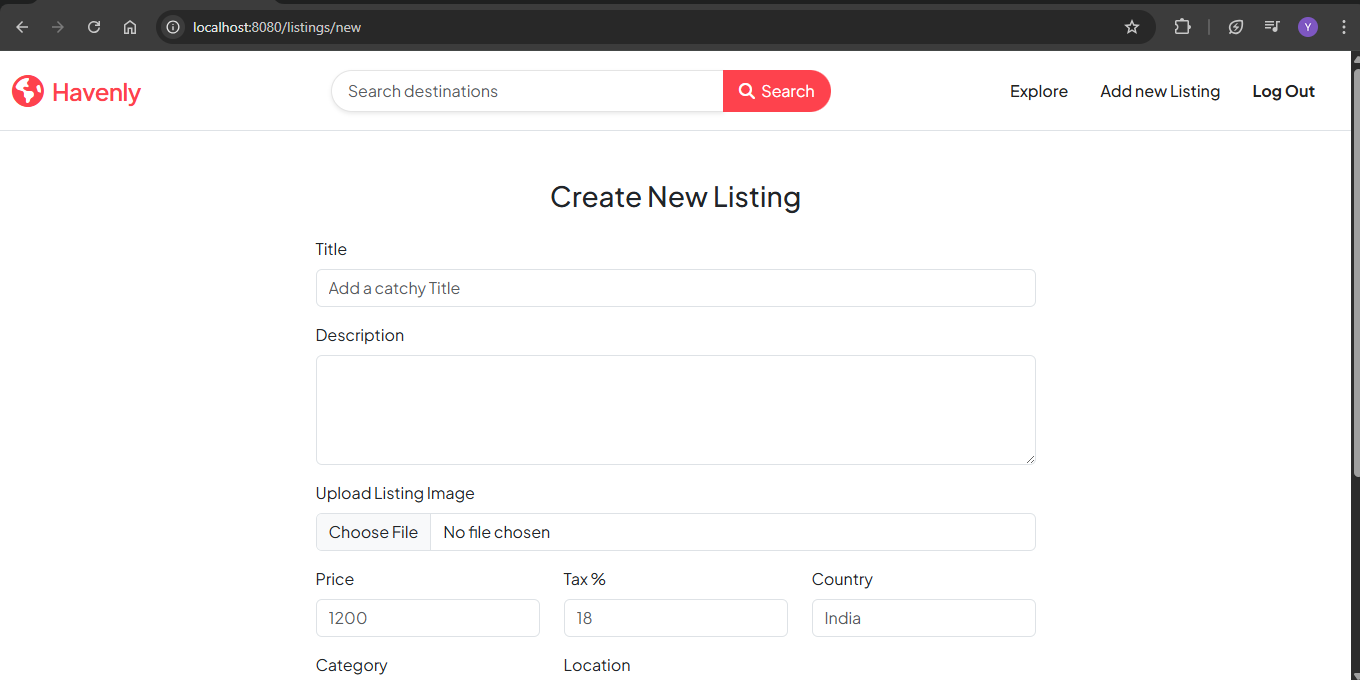 localhost:8080/listings/new
Y
Havenly
Search destinations
Search
Explore
Add new Listing
Log Out
Create New Listing
Title
Add a catchy Title
Description
Upload Listing Image
Choose File No file chosen
Price Tax % Country
1200 18 India
Category Location